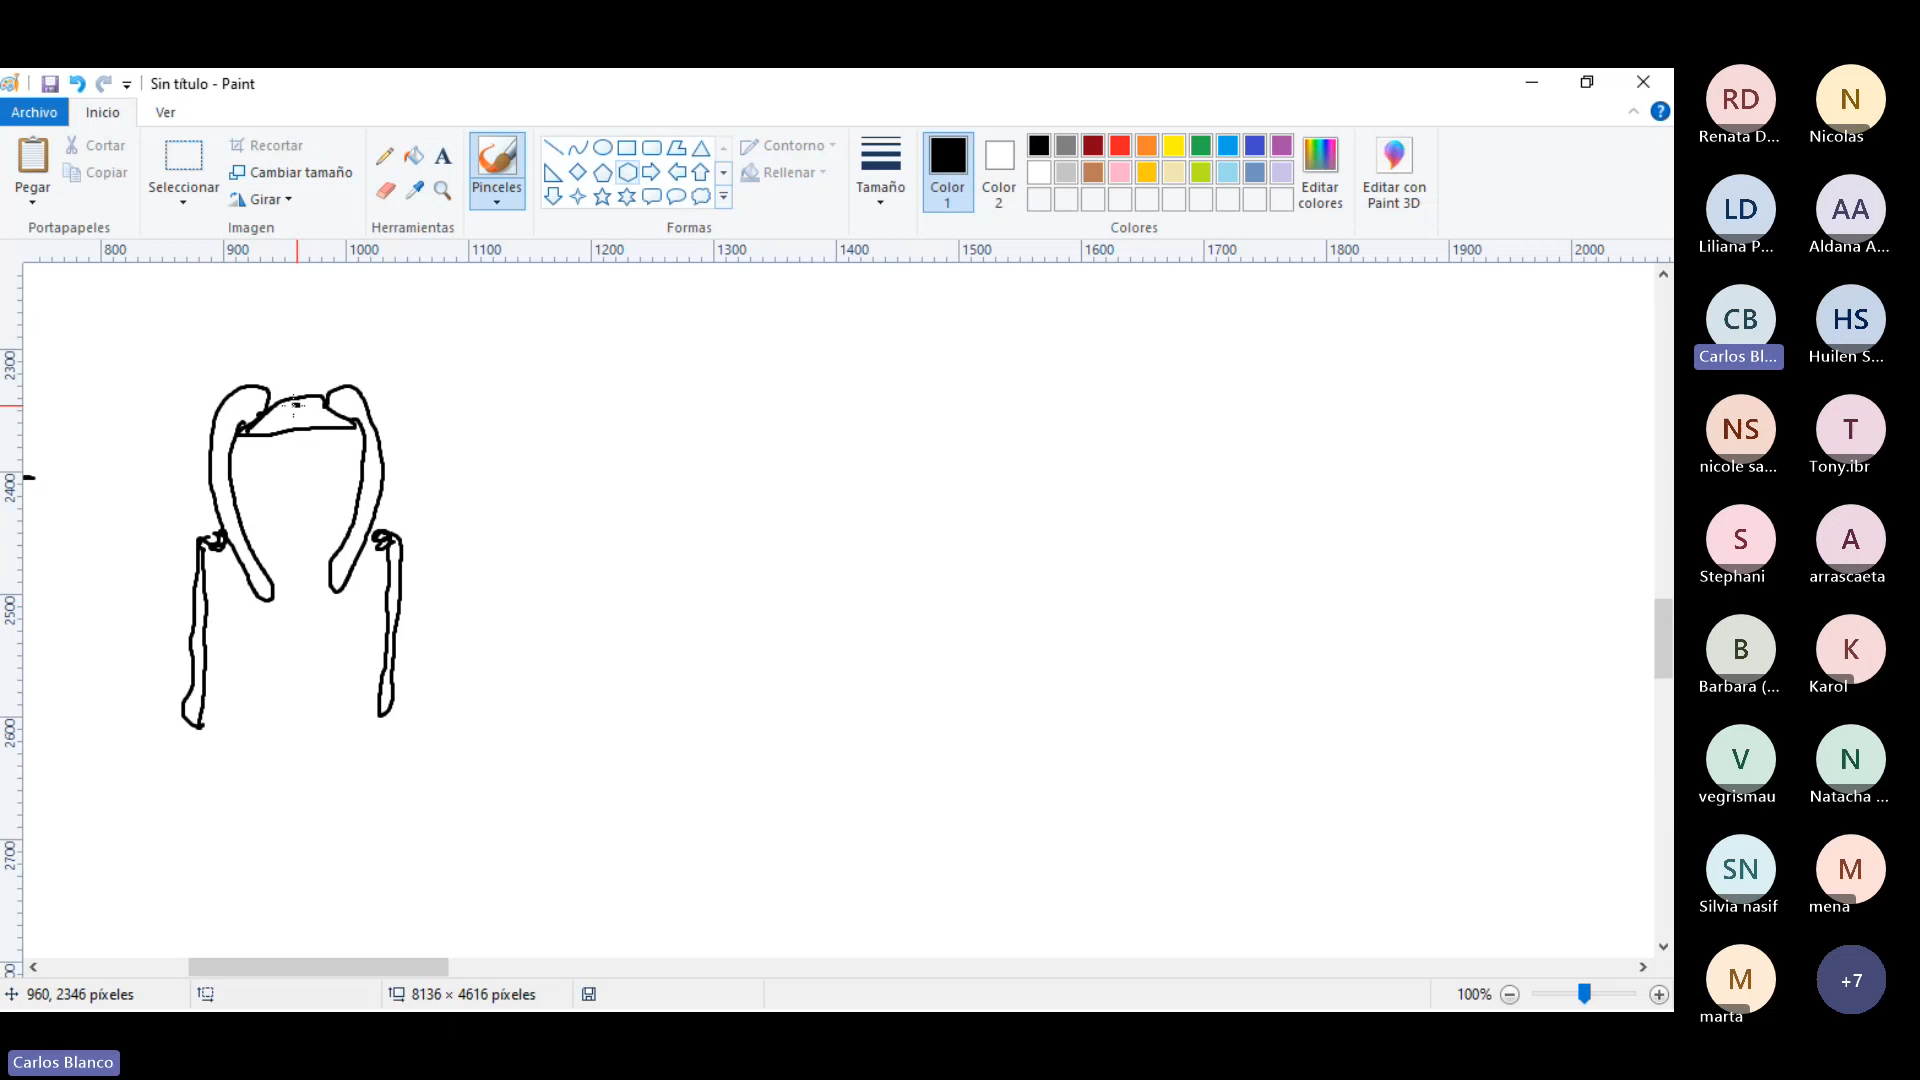 Sin título - Paint
Archivo Inicio Ver
Pegar
Cortar
Copiar
Portapapeles
Seleccionar
Recortar
Cambiar tamaño
Girar
Imagen
A
Herramientas
Pinceles
Contorno
Rellenar
Formas
Tamaño
Color 1
Color 2
Editar colores
Colores
Editar con Paint 3D
?
800 900 1000 1100 1200 1300 1400 1500 1600 1700 1800 1900 2000
2300
2400
2500
2600
2700
960, 2346 píxeles
8136 × 4616 píxeles
100%
RD
Renata D...
N
Nicolas
LD
Liliana P...
AA
Aldana A...
CB
Carlos Bl...
HS
Huilen S...
NS
nicole sa...
T
Tony.ibr
S
Stephani
A
arrascaeta
B
Barbara (...
K
Karol
V
vegrismau
N
Natacha ...
SN
Silvia nasif
M
mena
M
marta
+7
Carlos Blanco